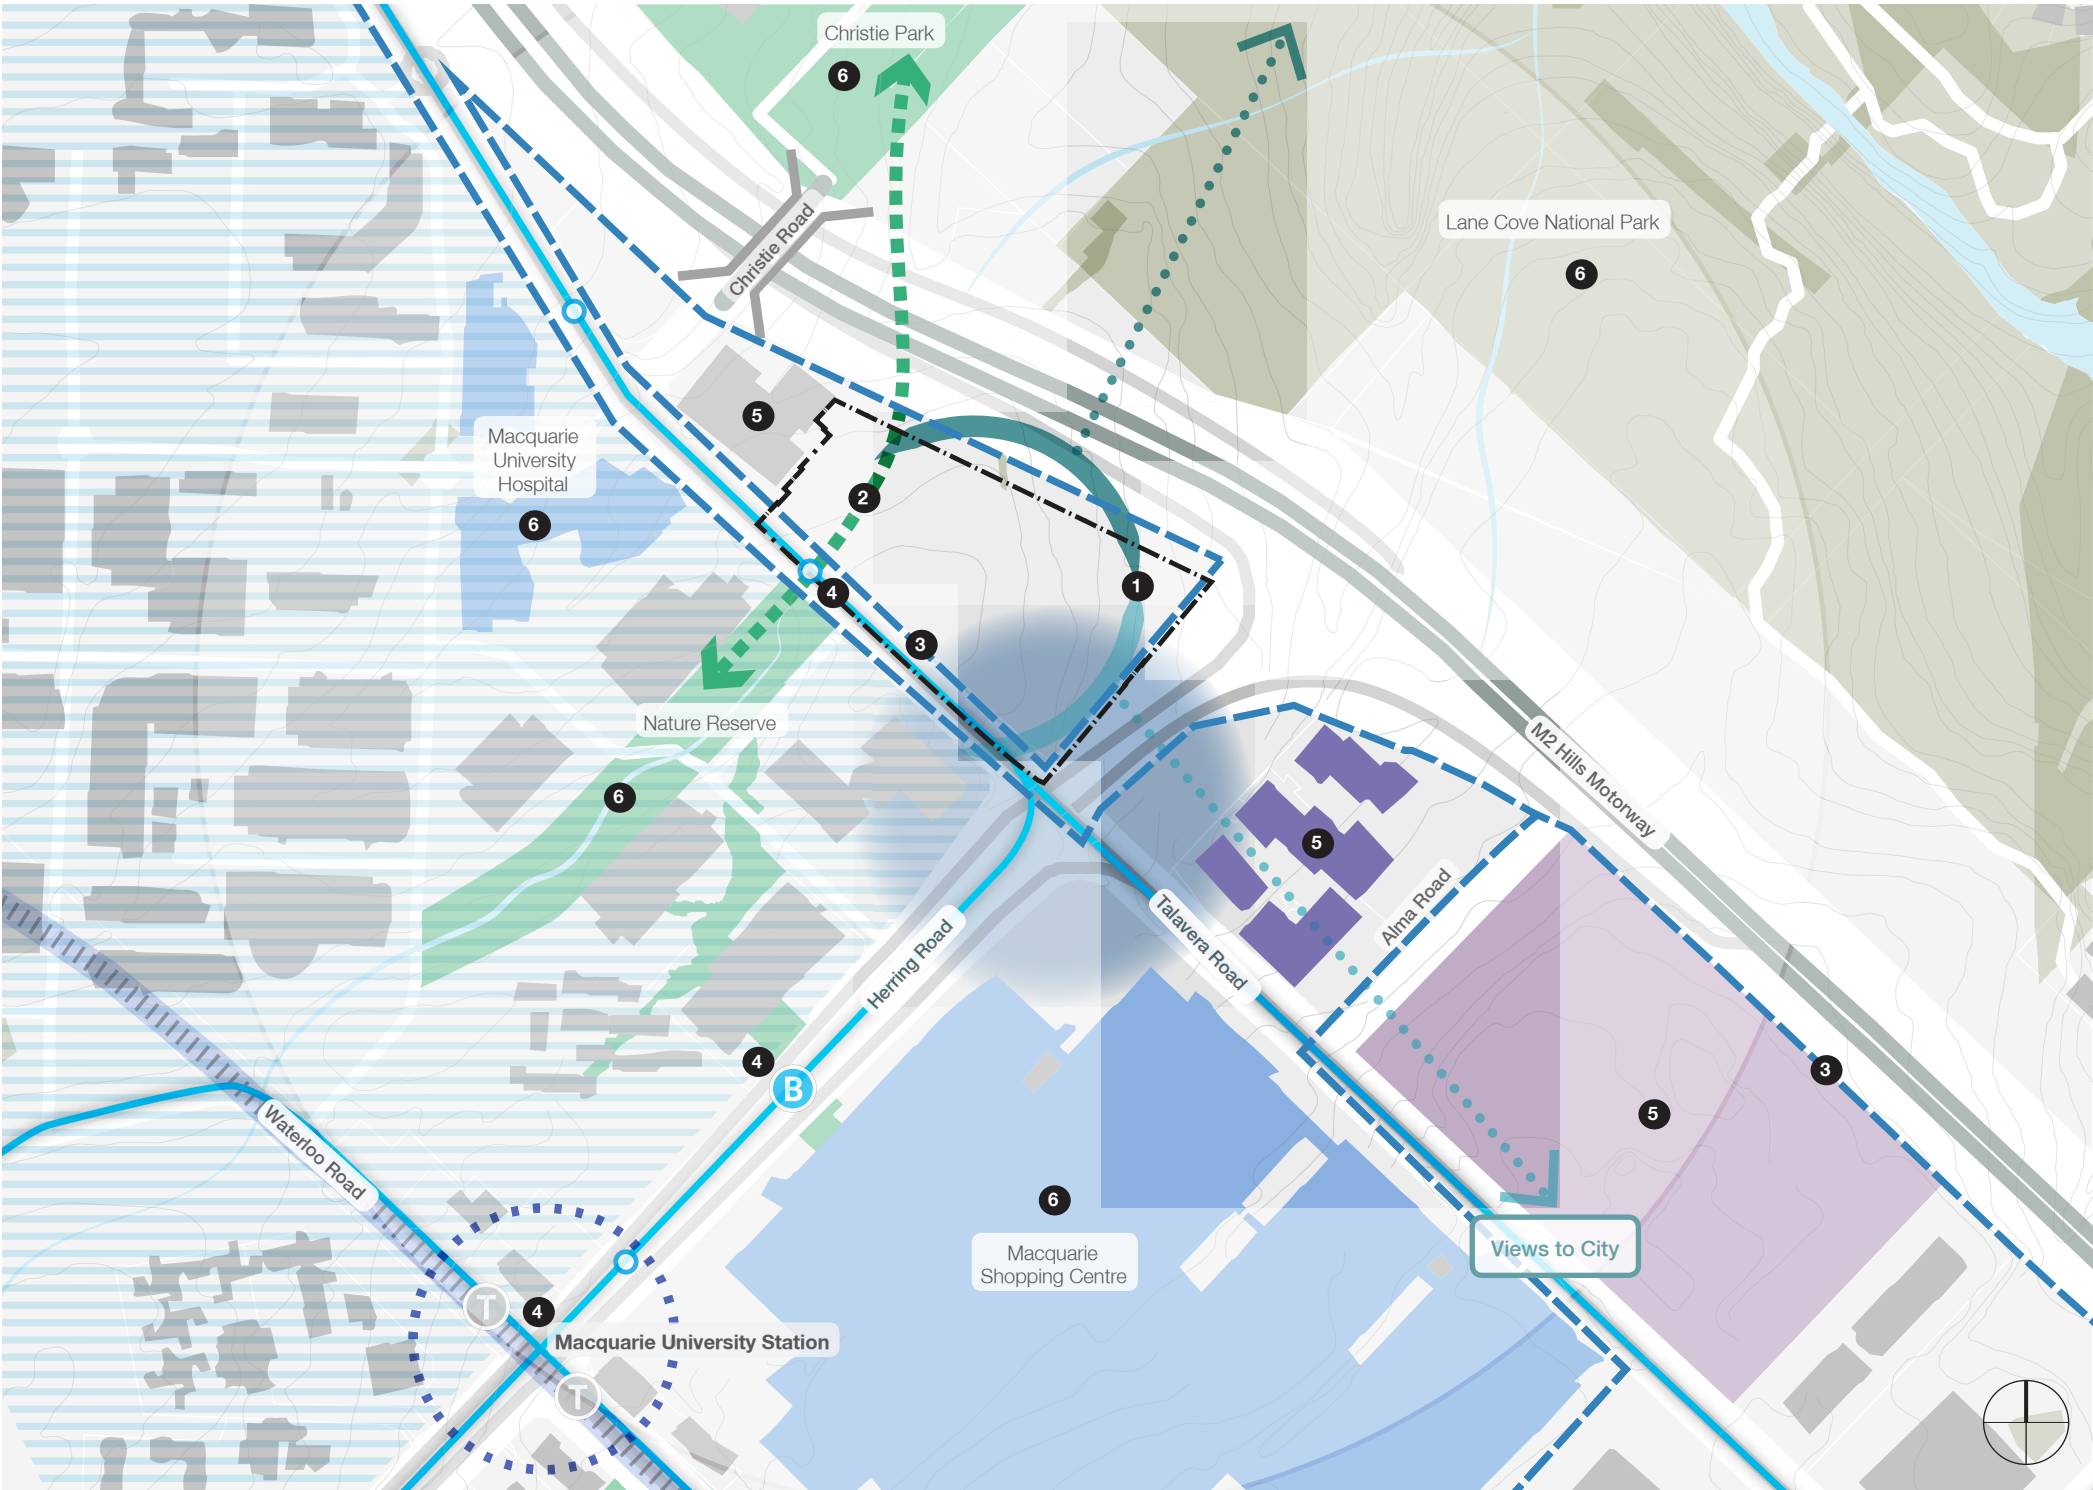 Christie Park
6
Christie Road
Lane Cove National Park
6
5
Macquarie
University
Hospital
6
2
1
4
3
Nature Reserve
6
M2 Hills Motorway
5
Alma Road
Talavera Road
Herring Road
4
B
3
5
Waterloo Road
6
Macquarie
Shopping Centre
Views to City
T
4
Macquarie University Station
T